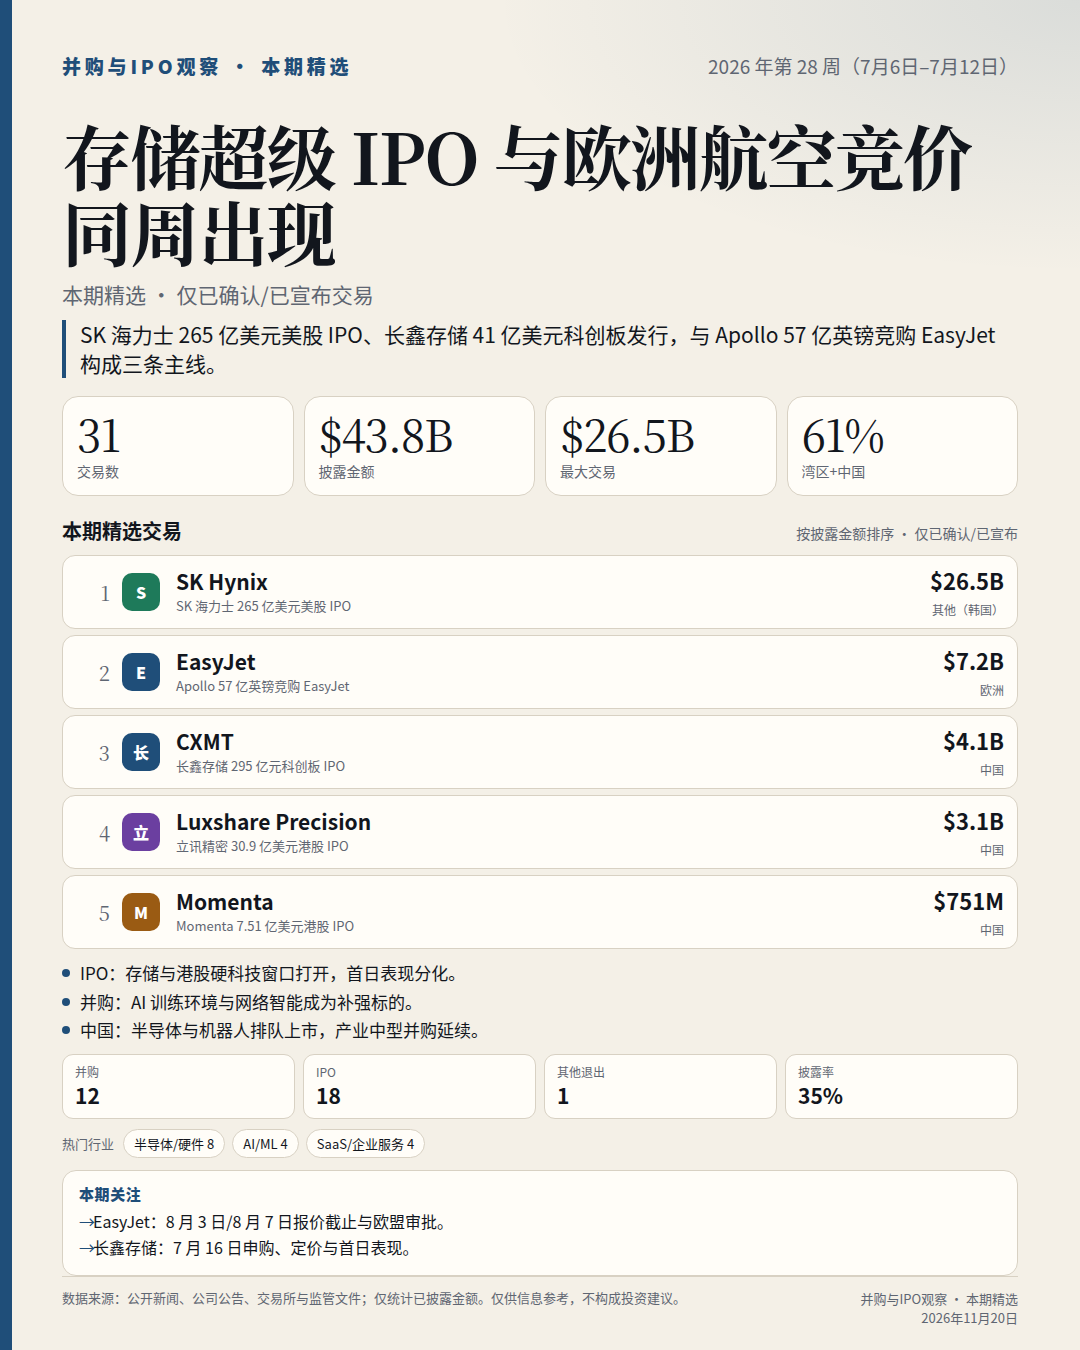 并购与IPO观察 · 本期精选
2026 年第 28 周（7月6日–7月12日）
存储超级 IPO 与欧洲航空竞价
同周出现
本期精选 · 仅已确认/已宣布交易
SK 海力士 265 亿美元美股 IPO、长鑫存储 41 亿美元科创板发行，与 Apollo 57 亿英镑竞购 EasyJet
构成三条主线。
31
交易数
$43.8B
披露金额
$26.5B
最大交易
61%
湾区+中国
本期精选交易
按披露金额排序 · 仅已确认/已宣布
1
S
SK Hynix
SK 海力士 265 亿美元美股 IPO
$26.5B
其他（韩国）
2
E
EasyJet
Apollo 57 亿英镑竞购 EasyJet
$7.2B
欧洲
3
长
CXMT
长鑫存储 295 亿元科创板 IPO
$4.1B
中国
4
立
Luxshare Precision
立讯精密 30.9 亿美元港股 IPO
$3.1B
中国
5
M
Momenta
Momenta 7.51 亿美元港股 IPO
$751M
中国
IPO：存储与港股硬科技窗口打开，首日表现分化。
并购：AI 训练环境与网络智能成为补强标的。
中国：半导体与机器人排队上市，产业中型并购延续。
并购
12
IPO
18
其他退出
1
披露率
35%
热门行业
半导体/硬件 8
AI/ML 4
SaaS/企业服务 4
本期关注
→EasyJet：8 月 3 日/8 月 7 日报价截止与欧盟审批。
→长鑫存储：7 月 16 日申购、定价与首日表现。
数据来源：公开新闻、公司公告、交易所与监管文件；仅统计已披露金额。仅供信息参考，不构成投资建议。
并购与IPO观察 · 本期精选
2026年11月20日